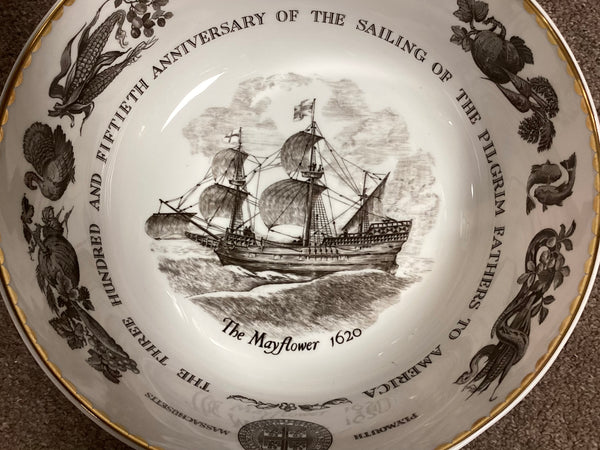 THE THREE HUNDRED AND FIFTIETH ANNIVERSARY OF THE SAILING OF THE PILGRIM FATHERS TO AMERICA
The Mayflower 1620
MASSACHUSETTS
PLYMOUTH